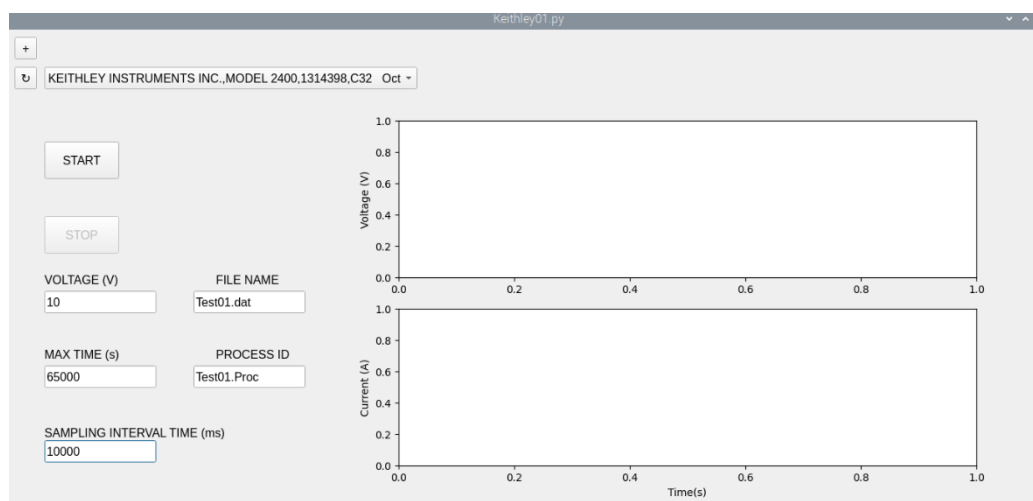 Keithley01.py
+
↻ KEITHLEY INSTRUMENTS INC.,MODEL 2400,1314398,C32 Oct
START
STOP
VOLTAGE (V) FILE NAME
10 Test01.dat
MAX TIME (s) PROCESS ID
65000 Test01.Proc
SAMPLING INTERVAL TIME (ms)
10000
1.0
0.8
0.6
0.4
0.2
0.0
Voltage (V)
0.0 0.2 0.4 0.6 0.8 1.0
1.0
0.8
0.6
0.4
0.2
0.0
Current (A)
0.0 0.2 0.4 0.6 0.8 1.0
Time(s)